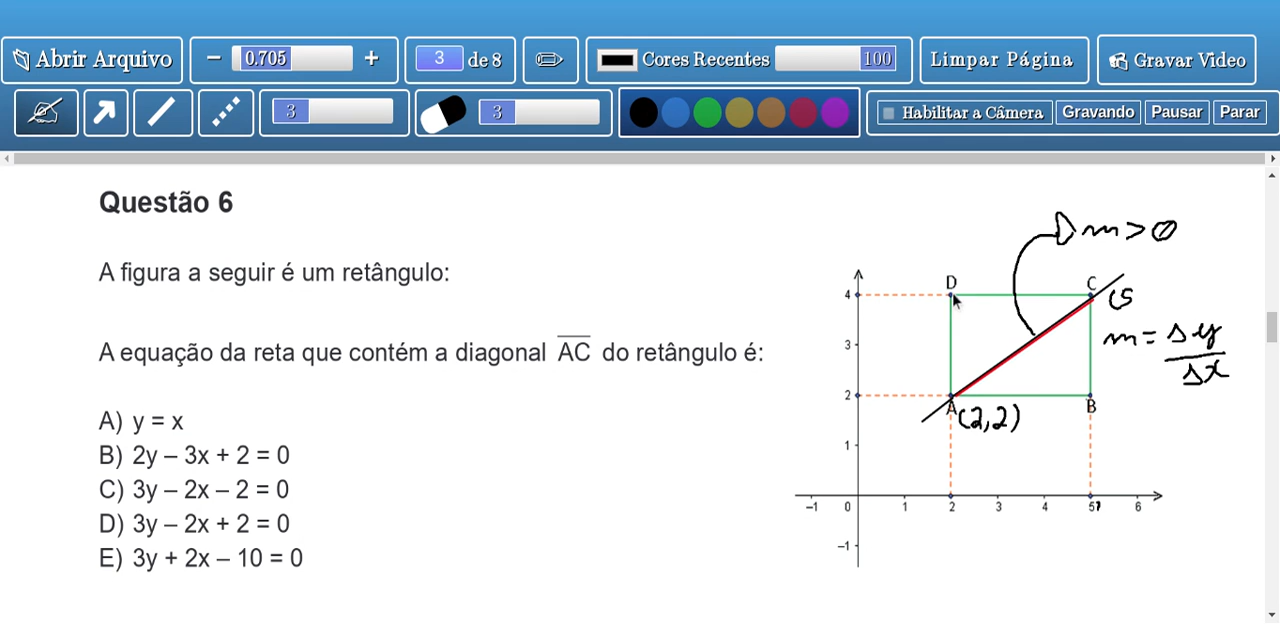 Abrir Arquivo − 0.705 + 3 de 8 Cores Recentes 100 Limpar Página Gravar Video
3 3 Habilitar a Câmera Gravando Pausar Parar
Questão 6
A figura a seguir é um retângulo:
A equação da reta que contém a diagonal AC do retângulo é:
A) y = x
B) 2y – 3x + 2 = 0
C) 3y – 2x – 2 = 0
D) 3y – 2x + 2 = 0
E) 3y + 2x – 10 = 0
m > 0
D C
4
(5
m = Δy
Δx
3
2
A B
(2,2)
1
−1 0 1 2 3 4 5 6
−1